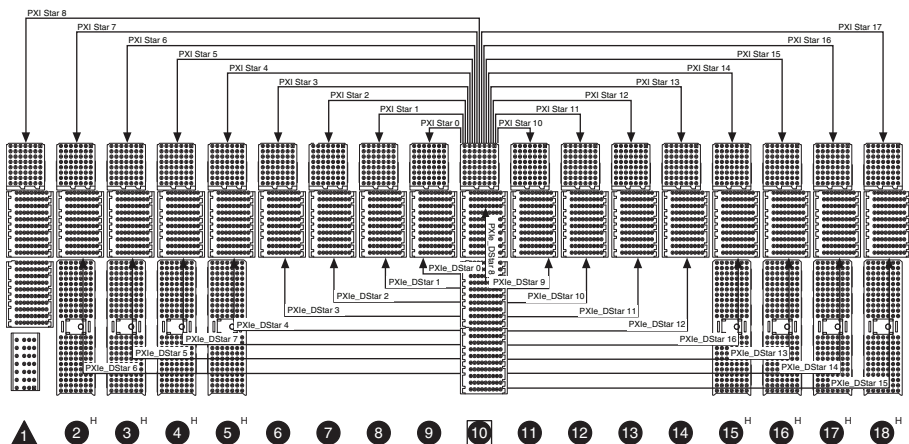 PXI Star 8
PXI Star 7
PXI Star 17
PXI Star 6
PXI Star 16
PXI Star 5
PXI Star 15
PXI Star 4
PXI Star 14
PXI Star 3
PXI Star 13
PXI Star 2
PXI Star 12
PXI Star 1
PXI Star 11
PXI Star 0
PXI Star 10
PXIe_DStar 8
PXIe_DStar 0
PXIe_DStar 1
PXIe_DStar 9
PXIe_DStar 2
PXIe_DStar 10
PXIe_DStar 3
PXIe_DStar 11
PXIe_DStar 4
PXIe_DStar 12
PXIe_DStar 7
PXIe_DStar 16
PXIe_DStar 5
PXIe_DStar 13
PXIe_DStar 6
PXIe_DStar 14
PXIe_DStar 15
1 2 H 3 H 4 H 5 H 6 7 8 9 10 11 12 13 14 15 H 16 H 17 H 18 H